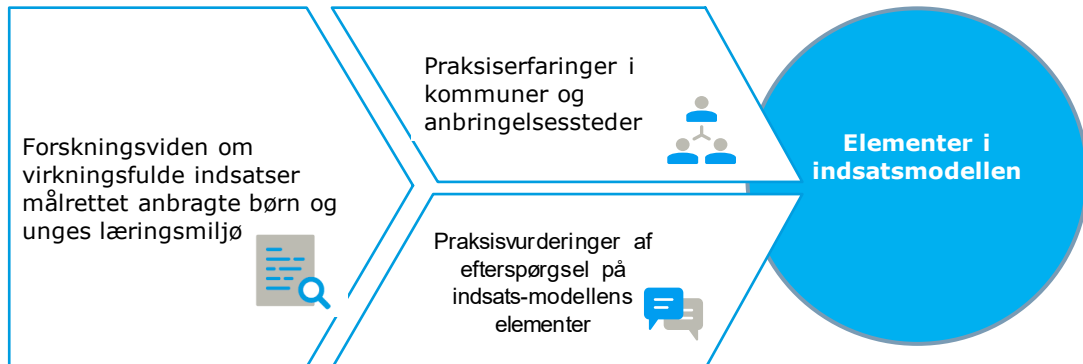 Forskningsviden om
virkningsfulde indsatser
målrettet anbragte børn og
unges læringsmiljø
Praksiserfaringer i
kommuner og
anbringelsessteder
Praksisvurderinger af
efterspørgsel på
indsats-modellens
elementer
Elementer i
indsatsmodellen